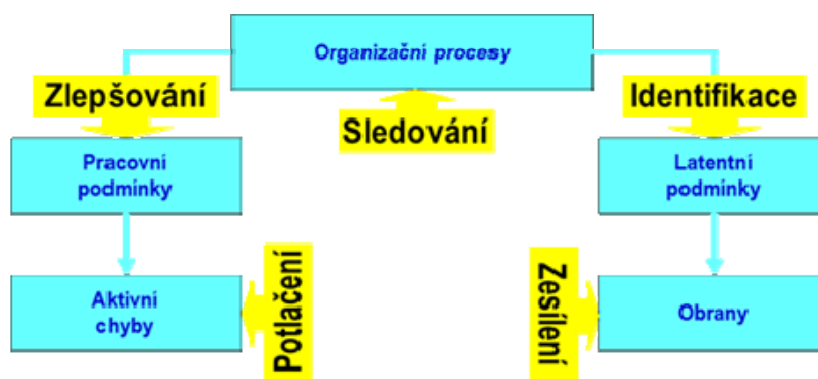 Organizační procesy
Zlepšování
Identifikace
Sledování
Pracovní
podmínky
Latentní
podmínky
Aktivní
chyby
Potlačení
Zesílení
Obrany